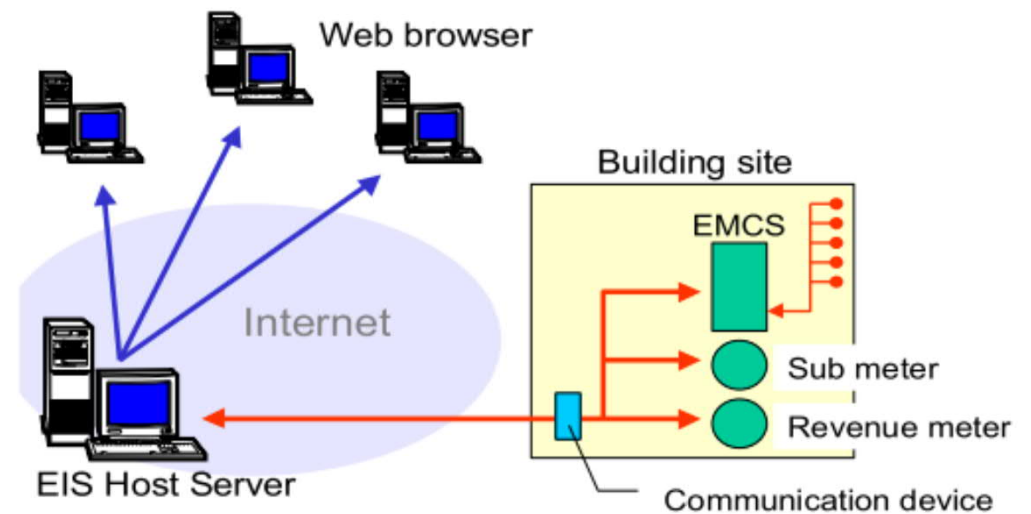 Web browser
Building site
EMCS
Internet
Sub meter
Revenue meter
EIS Host Server
Communication device